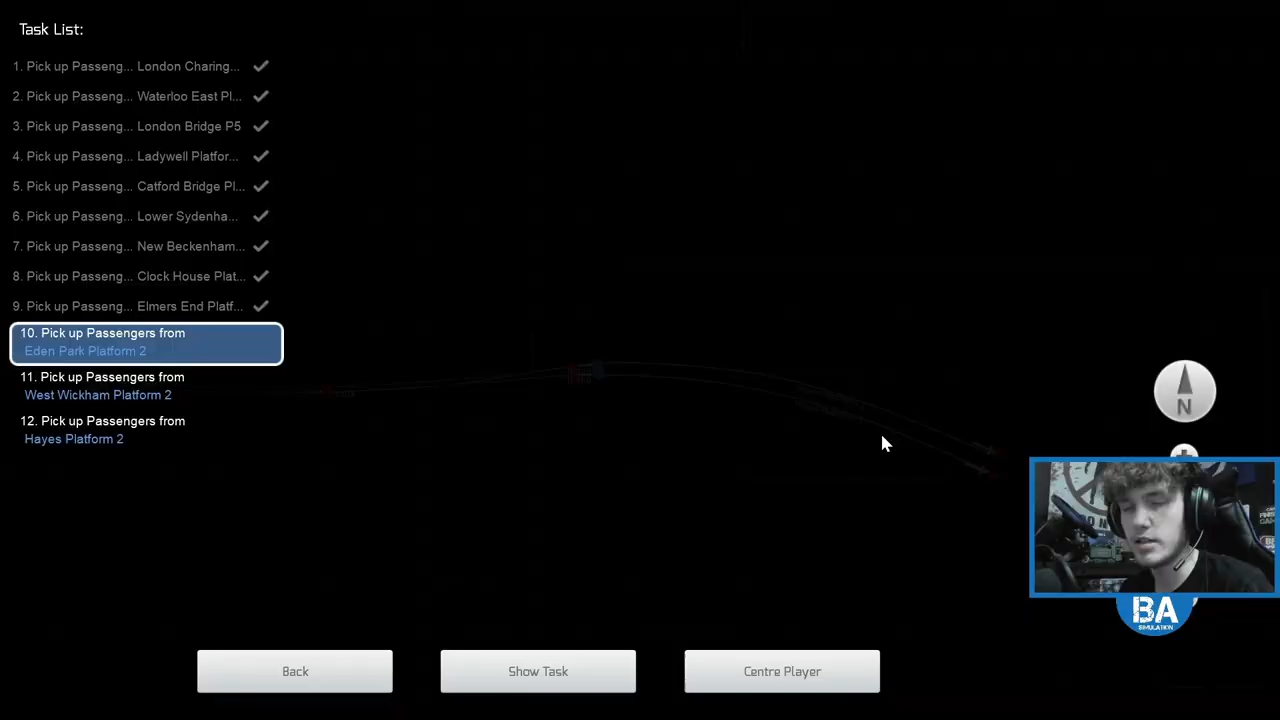 Task List:
1. Pick up Passeng... London Charing...
2. Pick up Passeng... Waterloo East Pl...
3. Pick up Passeng... London Bridge P5
4. Pick up Passeng... Ladywell Platfor...
5. Pick up Passeng... Catford Bridge Pl...
6. Pick up Passeng... Lower Sydenha...
7. Pick up Passeng... New Beckenham...
8. Pick up Passeng... Clock House Plat...
9. Pick up Passeng... Elmers End Platf...
10. Pick up Passengers from
Eden Park Platform 2
11. Pick up Passengers from
West Wickham Platform 2
12. Pick up Passengers from
Hayes Platform 2
N
BA
SIMULATION
Back
Show Task
Centre Player